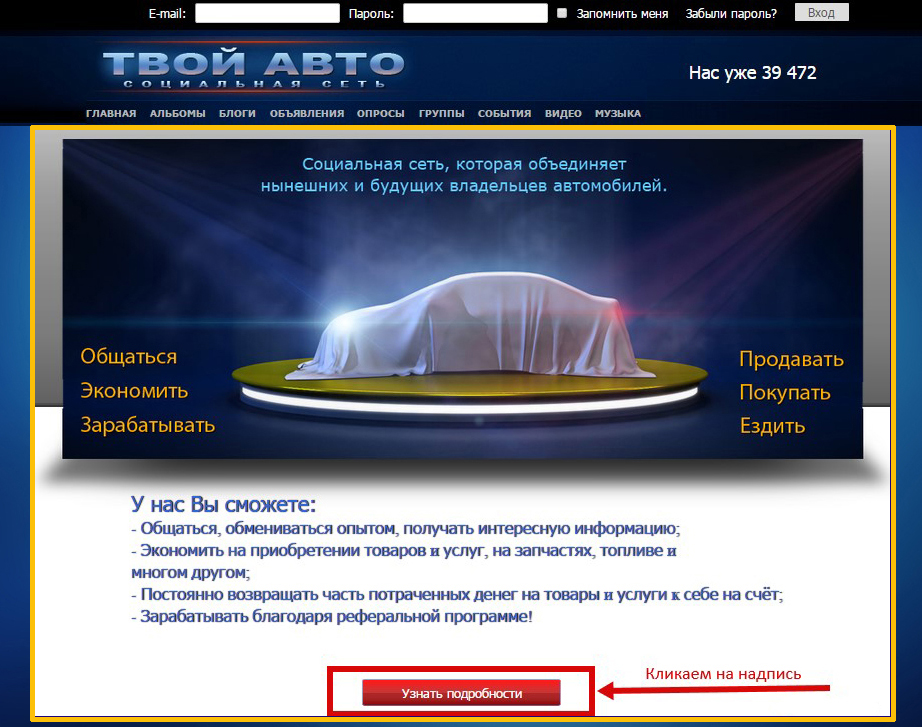 E-mail: Пароль: Запомнить меня Забыли пароль? Вход
ТВОЙ АВТО
СОЦИАЛЬНАЯ СЕТЬ
Нас уже 39 472
ГЛАВНАЯ АЛЬБОМЫ БЛОГИ ОБЪЯВЛЕНИЯ ОПРОСЫ ГРУППЫ СОБЫТИЯ ВИДЕО МУЗЫКА
Социальная сеть, которая объединяет
нынешних и будущих владельцев автомобилей.
Общаться
Экономить
Зарабатывать
Продавать
Покупать
Ездить
У нас Вы сможете:
- Общаться, обмениваться опытом, получать интересную информацию;
- Экономить на приобретении товаров и услуг, на запчастях, топливе и
многом другом;
- Постоянно возвращать часть потраченных денег на товары и услуги к себе на счёт;
- Зарабатывать благодаря реферальной программе!
Кликаем на надпись
Узнать подробности